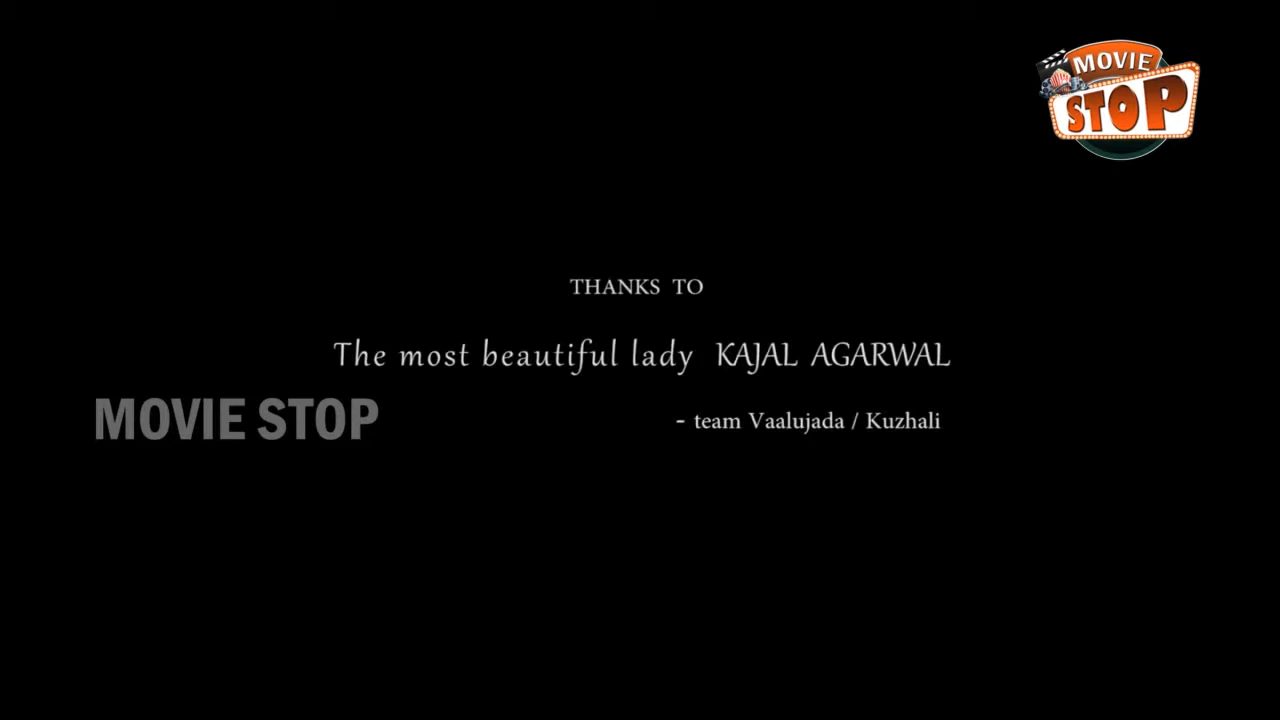 MOVIE
STOP
THANKS TO
The most beautiful lady KAJAL AGARWAL
MOVIE STOP
- team Vaalujada / Kuzhali